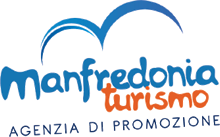 manfredonia
turismo
AGENZIA DI PROMOZIONE